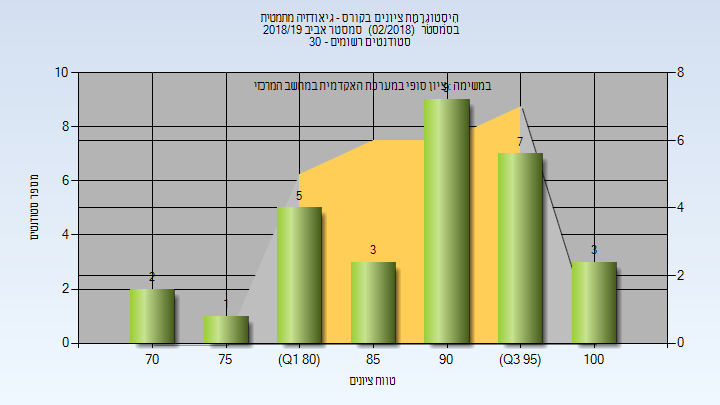 היסטוגרמת ציונים בקורס - גיאודזיה מתמטית
בסמסטר (02/2018) סמסטר אביב 2018/19
סטודנטים רשומים - 30
במשימה: ציון סופי במערכת האקדמית במחשב המרכזי
מספר סטודנטים
10
8
6
4
2
0
8
6
4
2
0
2
1
5
3
9
7
3
70
75
(Q1 80)
85
90
(Q3 95)
100
טווח ציונים